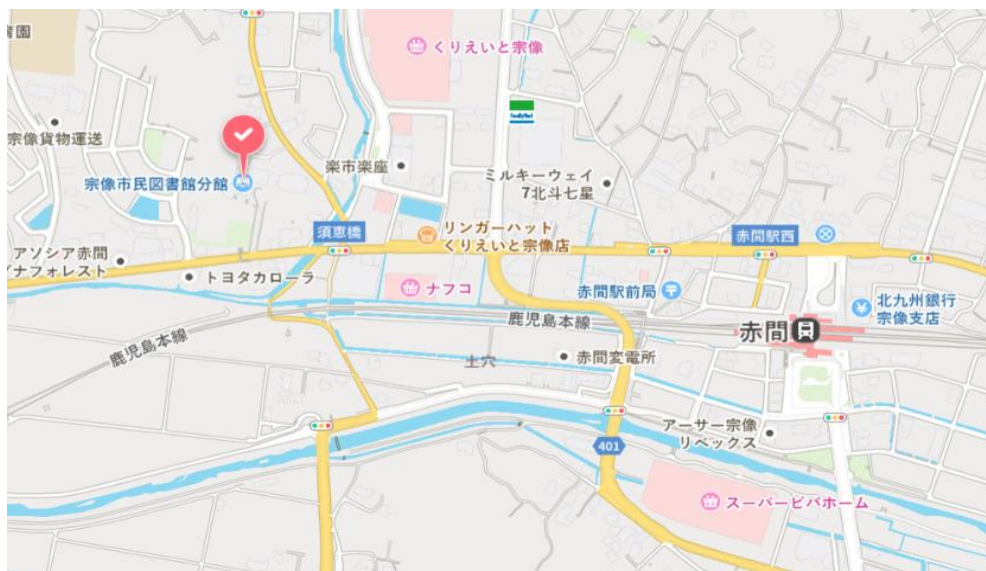 育園
くりえいと宗像
FamilyMart
宗像貨物運送
楽市楽座
宗像市民図書館分館
ミルキーウェイ
7北斗七星
須恵橋
リンガーハット
くりえいと宗像店
赤間駅西
アソシア赤間
ナフォレスト
トヨタカローラ
ナフコ
赤間駅前局
北九州銀行
宗像支店
鹿児島本線
赤間
鹿児島本線
土穴
赤間変電所
アーサー宗像
リベックス
401
スーパービバホーム